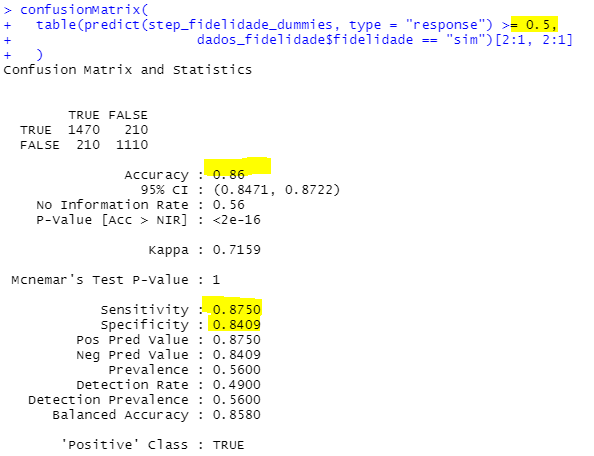 > confusionMatrix(
+   table(predict(step_fidelidade_dummies, type = "response") >= 0.5,
+                       dados_fidelidade$fidelidade == "sim")[2:1, 2:1]
+   )
Confusion Matrix and Statistics

        TRUE FALSE
  TRUE  1470   210
  FALSE  210  1110

               Accuracy : 0.86
                 95% CI : (0.8471, 0.8722)
    No Information Rate : 0.56
    P-Value [Acc > NIR] : <2e-16

                  Kappa : 0.7159

 Mcnemar's Test P-Value : 1

            Sensitivity : 0.8750
            Specificity : 0.8409
         Pos Pred Value : 0.8750
         Neg Pred Value : 0.8409
             Prevalence : 0.5600
         Detection Rate : 0.4900
   Detection Prevalence : 0.5600
      Balanced Accuracy : 0.8580

       'Positive' Class : TRUE